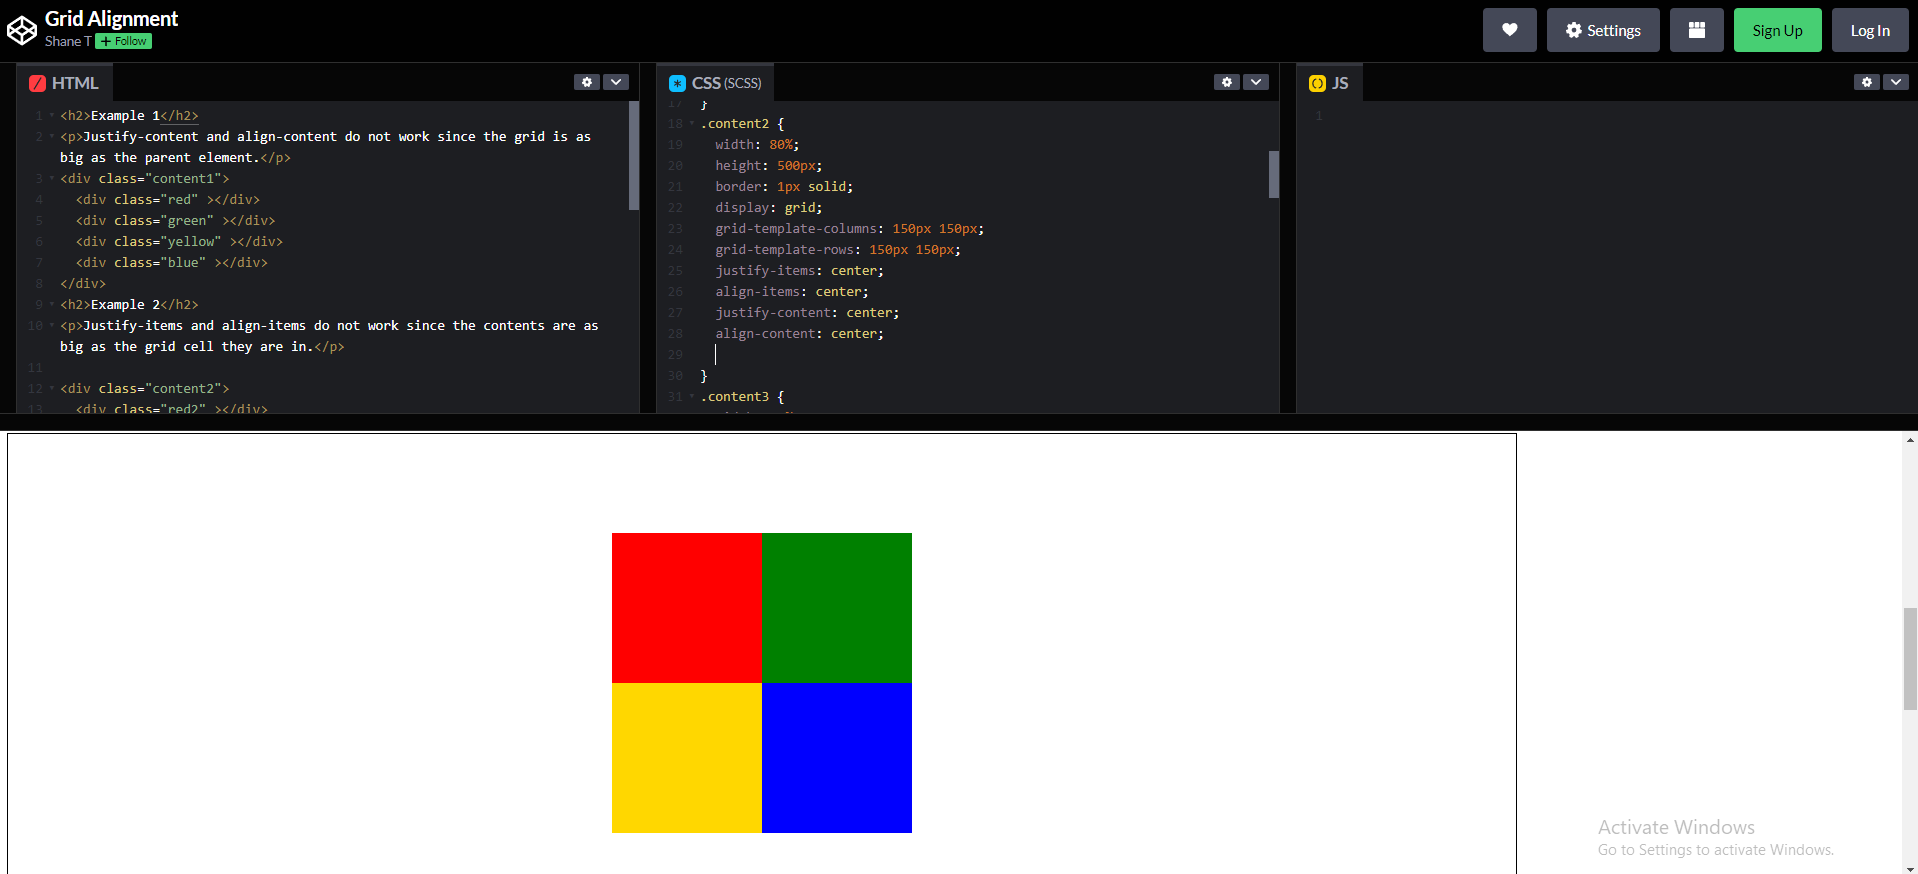 Grid Alignment
Shane T + Follow
Settings
Sign Up
Log In
HTML
1 <h2>Example 1</h2>
2 <p>Justify-content and align-content do not work since the grid is as
big as the parent element.</p>
3 <div class="content1">
4 <div class="red" ></div>
5 <div class="green" ></div>
6 <div class="yellow" ></div>
7 <div class="blue" ></div>
8 </div>
9 <h2>Example 2</h2>
10 <p>Justify-items and align-items do not work since the contents are as
big as the grid cell they are in.</p>
11
12 <div class="content2">
13 <div class="red2" ></div>
CSS (SCSS)
17 }
18 .content2 {
19 width: 80%;
20 height: 500px;
21 border: 1px solid;
22 display: grid;
23 grid-template-columns: 150px 150px;
24 grid-template-rows: 150px 150px;
25 justify-items: center;
26 align-items: center;
27 justify-content: center;
28 align-content: center;
29
30 }
31 .content3 {
JS
1
Activate Windows
Go to Settings to activate Windows.